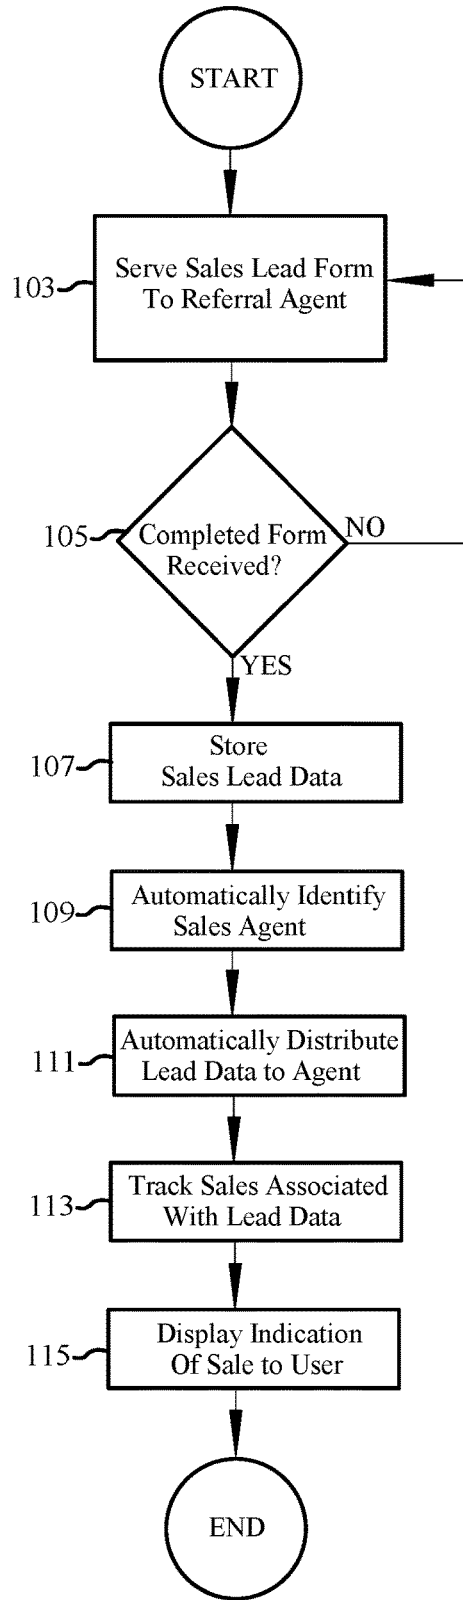 START
103
Serve Sales Lead Form
To Referral Agent
105
Completed Form
Received?
NO
YES
107
Store
Sales Lead Data
109
Automatically Identify
Sales Agent
111
Automatically Distribute
Lead Data to Agent
113
Track Sales Associated
With Lead Data
115
Display Indication
Of Sale to User
END